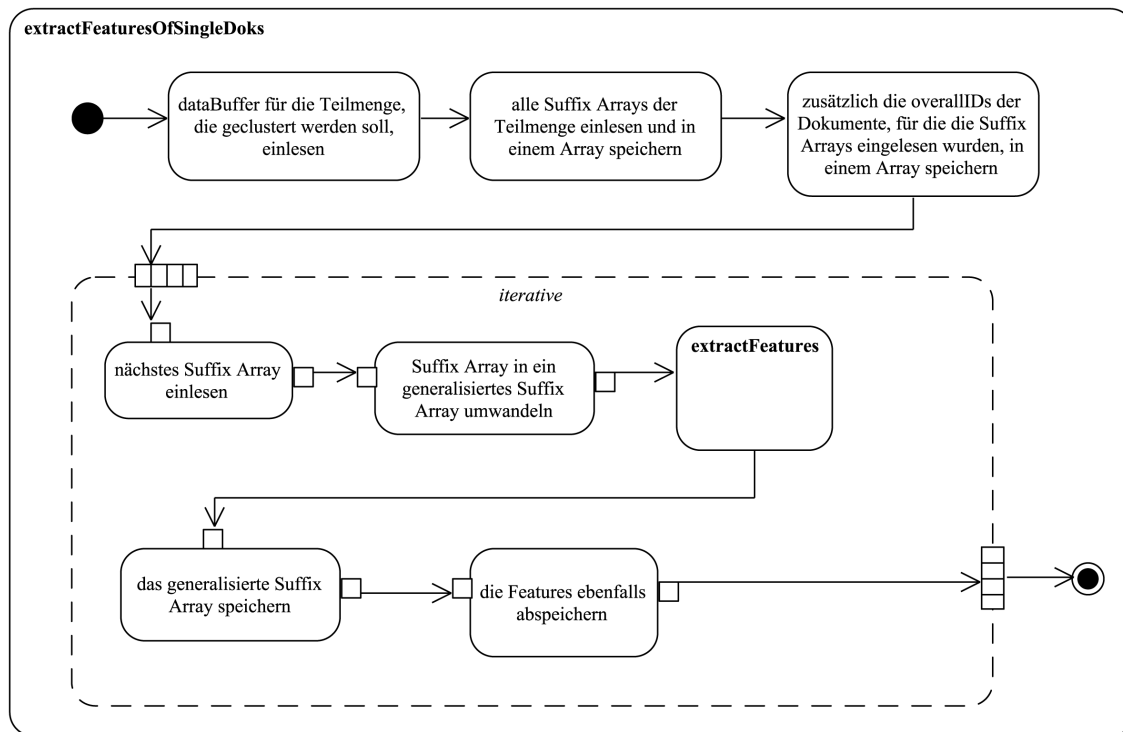 extractFeaturesOfSingleDoks
dataBuffer für die Teilmenge,
die geclustert werden soll,
einlesen
alle Suffix Arrays der
Teilmenge einlesen und in
einem Array speichern
zusätzlich die overallIDs der
Dokumente, für die die Suffix
Arrays eingelesen wurden, in
einem Array speichern
iterative
nächstes Suffix Array
einlesen
Suffix Array in ein
generalisiertes Suffix
Array umwandeln
extractFeatures
das generalisierte Suffix
Array speichern
die Features ebenfalls
abspeichern